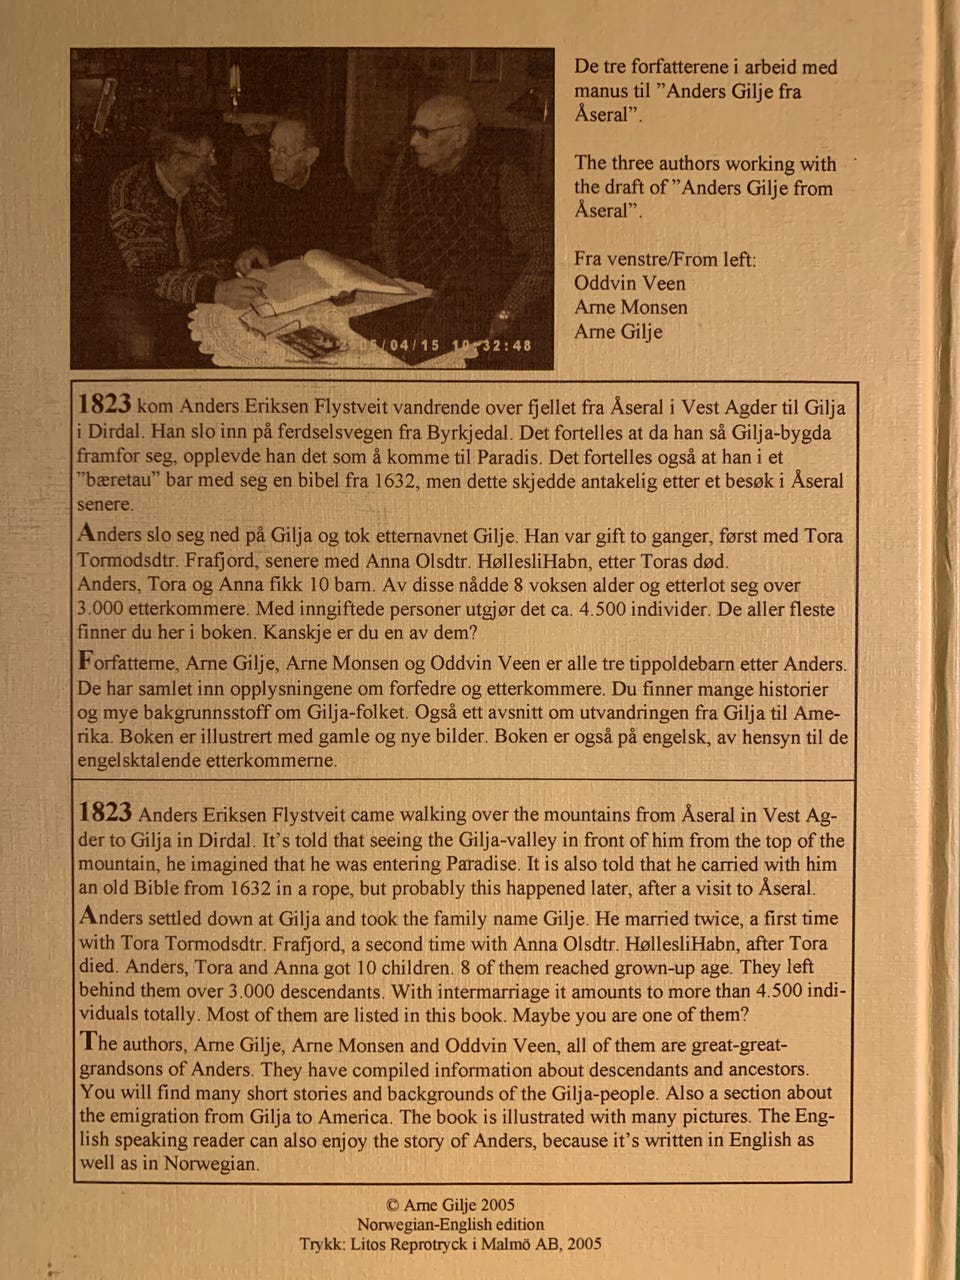 De tre forfatterene i arbeid med
manus til ”Anders Gilje fra
Åseral”.
The three authors working with
the draft of ”Anders Gilje from
Åseral”.
Fra venstre/From left:
Oddvin Veen
Arne Monsen
Arne Gilje
/04/15 10:32:48
1823 kom Anders Eriksen Flystveit vandrende over fjellet fra Åseral i Vest Agder til Gilja
i Dirdal. Han slo inn på ferdselsvegen fra Byrkjedal. Det fortelles at da han så Gilja-bygda
framfor seg, opplevde han det som å komme til Paradis. Det fortelles også at han i et
”bæretau” bar med seg en bibel fra 1632, men dette skjedde antakelig etter et besøk i Åseral
senere.
Anders slo seg ned på Gilja og tok etternavnet Gilje. Han var gift to ganger, først med Tora
Tormodsdtr. Frafjord, senere med Anna Olsdtr. HøllesliHabn, etter Toras død.
Anders, Tora og Anna fikk 10 barn. Av disse nådde 8 voksen alder og etterlot seg over
3.000 etterkommere. Med inngiftede personer utgjør det ca. 4.500 individer. De aller fleste
finner du her i boken. Kanskje er du en av dem?
Forfatterne, Arne Gilje, Arne Monsen og Oddvin Veen er alle tre tippoldebarn etter Anders.
De har samlet inn opplysningene om forfedre og etterkommere. Du finner mange historier
og mye bakgrunnsstoff om Gilja-folket. Også ett avsnitt om utvandringen fra Gilja til Ame-
rika. Boken er illustrert med gamle og nye bilder. Boken er også på engelsk, av hensyn til de
engelsktalende etterkommerne.
1823 Anders Eriksen Flystveit came walking over the mountains from Åseral in Vest Ag-
der to Gilja in Dirdal. It’s told that seeing the Gilja-valley in front of him from the top of the
mountain, he imagined that he was entering Paradise. It is also told that he carried with him
an old Bible from 1632 in a rope, but probably this happened later, after a visit to Åseral.
Anders settled down at Gilja and took the family name Gilje. He married twice, a first time
with Tora Tormodsdtr. Frafjord, a second time with Anna Olsdtr. HøllesliHabn, after Tora
died. Anders, Tora and Anna got 10 children. 8 of them reached grown-up age. They left
behind them over 3.000 descendants. With intermarriage it amounts to more than 4.500 indi-
viduals totally. Most of them are listed in this book. Maybe you are one of them?
The authors, Arne Gilje, Arne Monsen and Oddvin Veen, all of them are great-great-
grandsons of Anders. They have compiled information about descendants and ancestors.
You will find many short stories and backgrounds of the Gilja-people. Also a section about
the emigration from Gilja to America. The book is illustrated with many pictures. The Eng-
lish speaking reader can also enjoy the story of Anders, because it’s written in English as
well as in Norwegian.
© Arne Gilje 2005
Norwegian-English edition
Trykk: Litos Reprotryck i Malmö AB, 2005